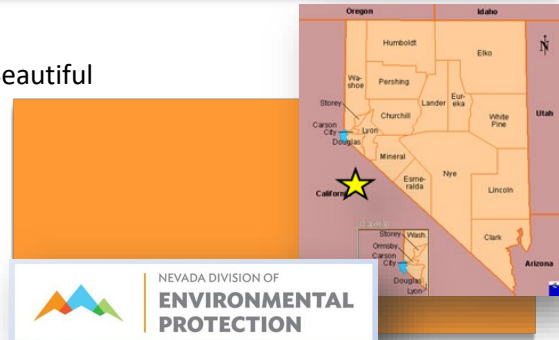 Beautiful
Oregon
Idaho
N
Humboldt
Elko
Wa-
shoe
Pershing
Storey
Lander
Eur-
eka
Churchill
White
Pine
Utah
Carson
City
Lyon
Douglas
Mineral
Nye
Esme-
ralda
Lincoln
Storey
Wash.
Ormsby
Carson
City
Clark
Arizona
Douglas
Lyon
NEVADA DIVISION OF
ENVIRONMENTAL
PROTECTION